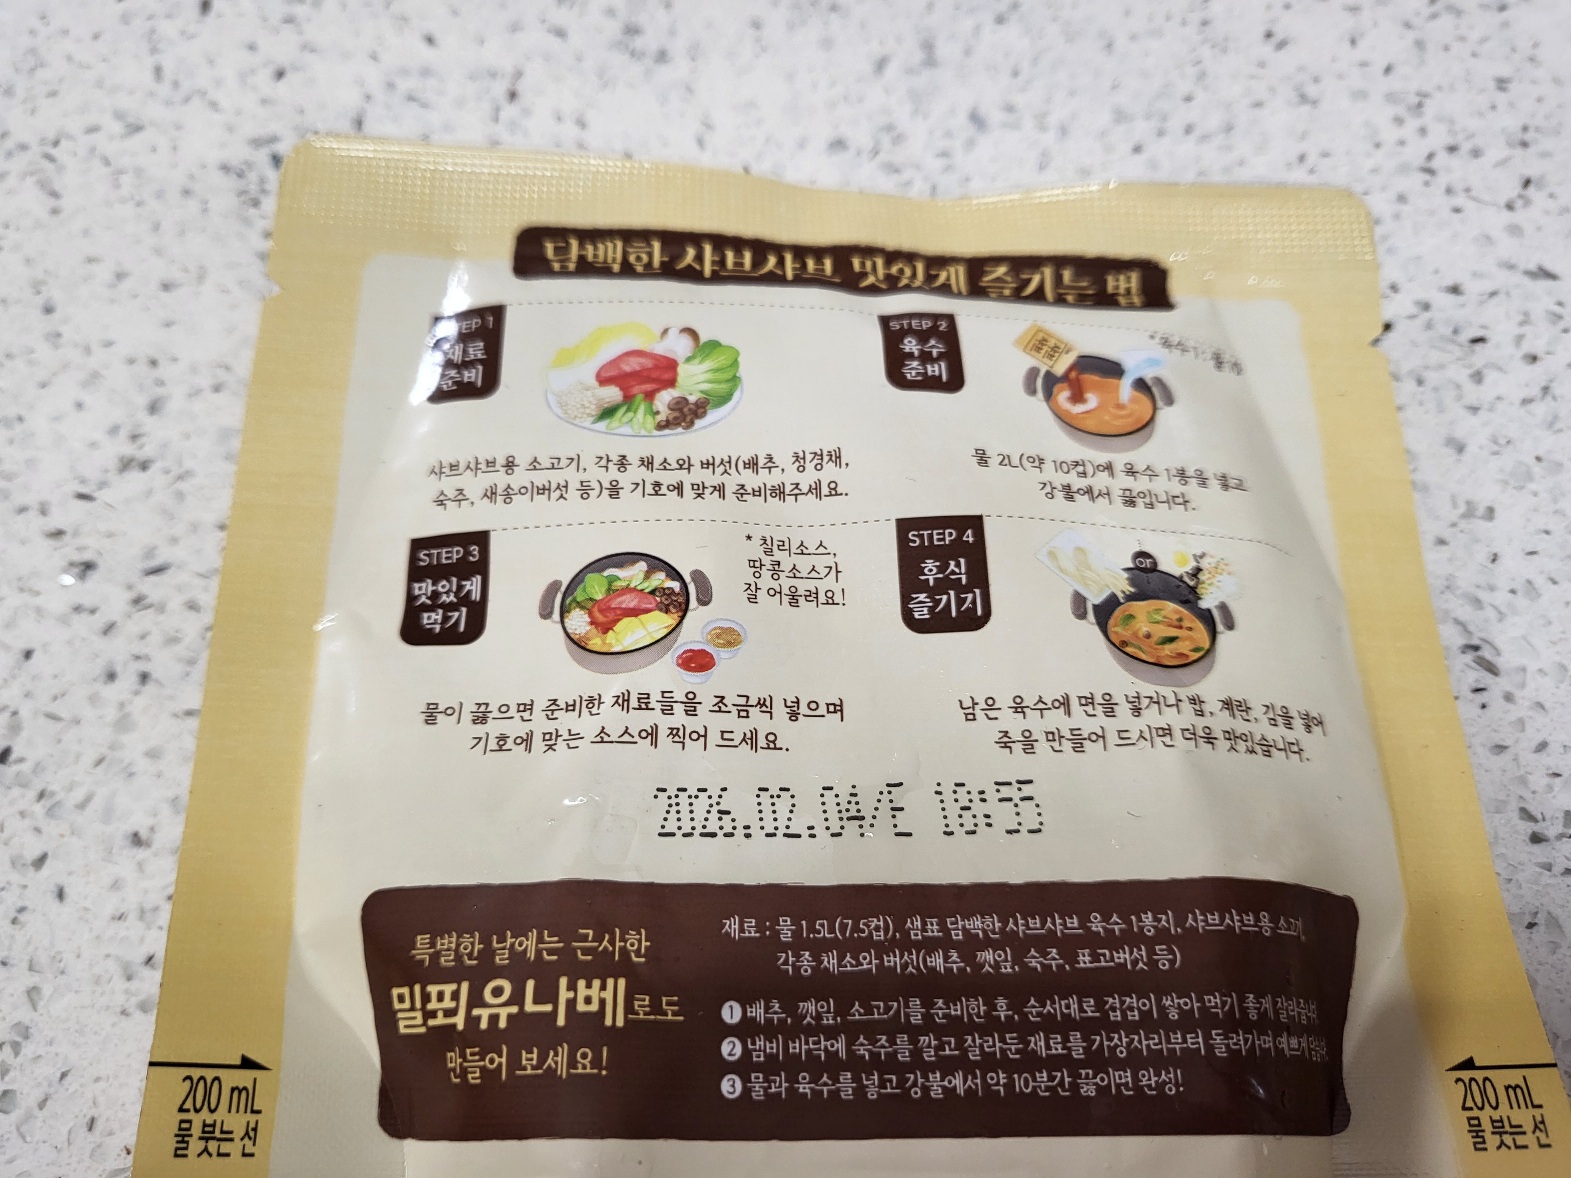 담백한 샤브샤브 맛있게 즐기는 법
STEP 1
재료
준비
샤브샤브용 소고기, 각종 채소와 버섯(배추, 청경채,
숙주, 새송이버섯 등)을 기호에 맞게 준비해주세요.
STEP 2
육수
준비
물 2L(약 10컵)에 육수 1봉을 넣고
강불에서 끓입니다.
STEP 3
맛있게
먹기
* 칠리소스,
땅콩소스가
잘 어울려요!
물이 끓으면 준비한 재료들을 조금씩 넣으며
기호에 맞는 소스에 찍어 드세요.
STEP 4
후식
즐기기
or
남은 육수에 면을 넣거나 밥, 계란, 김을 넣어
죽을 만들어 드시면 더욱 맛있습니다.
2026.02.04/E 18:55
특별한 날에는 근사한
밀푀유나베로도
만들어 보세요!
재료 : 물 1.5L(7.5컵), 샘표 담백한 샤브샤브 육수 1봉지, 샤브샤브용 소고기,
각종 채소와 버섯(배추, 깻잎, 숙주, 표고버섯 등)
① 배추, 깻잎, 소고기를 준비한 후, 순서대로 겹겹이 쌓아 먹기 좋게 잘라줍니다.
② 냄비 바닥에 숙주를 깔고 잘라둔 재료를 가장자리부터 돌려가며 예쁘게
③ 물과 육수를 넣고 강불에서 약 10분간 끓이면 완성!
200 mL
물 붓는 선
200 mL
물 붓는 선